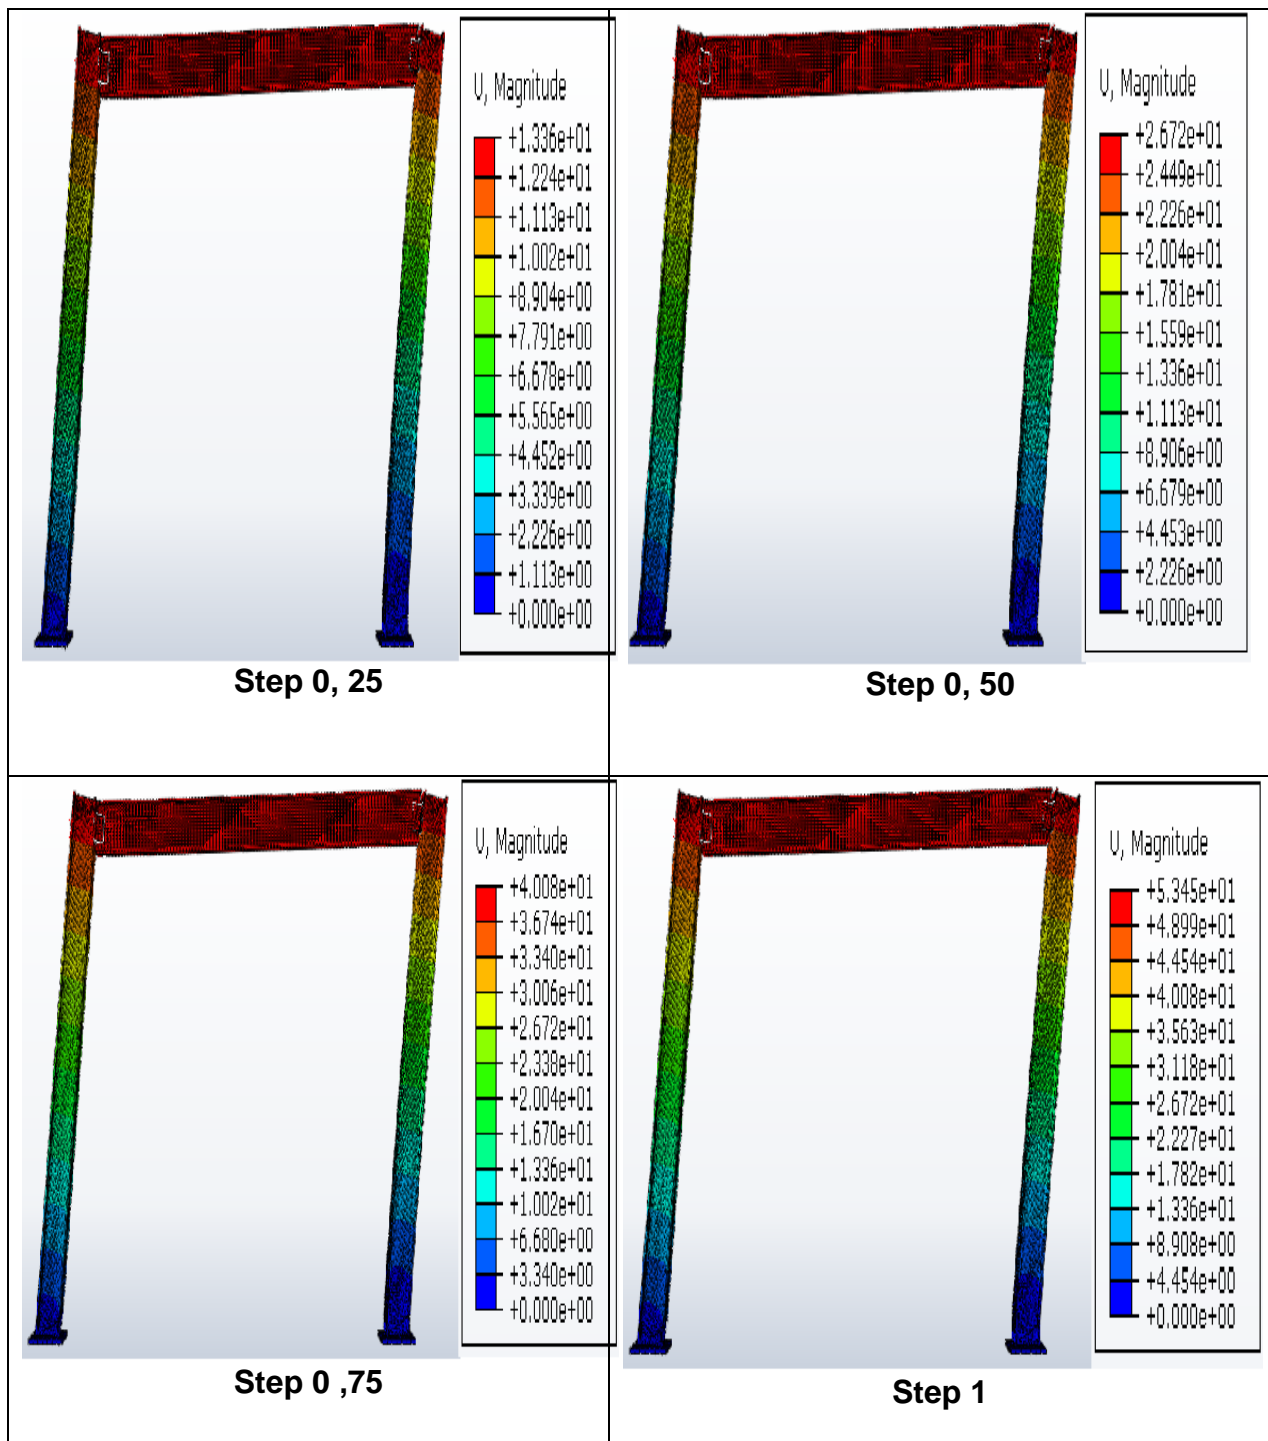 U, Magnitude
+1.336e+01
+1.224e+01
+1.113e+01
+1.002e+01
+8.904e+00
+7.791e+00
+6.678e+00
+5.565e+00
+4.452e+00
+3.339e+00
+2.226e+00
+1.113e+00
+0.000e+00
Step 0, 25
U, Magnitude
+2.672e+01
+2.449e+01
+2.226e+01
+2.004e+01
+1.781e+01
+1.559e+01
+1.336e+01
+1.113e+01
+8.906e+00
+6.679e+00
+4.453e+00
+2.226e+00
+0.000e+00
Step 0, 50
U, Magnitude
+4.008e+01
+3.674e+01
+3.340e+01
+3.006e+01
+2.672e+01
+2.338e+01
+2.004e+01
+1.670e+01
+1.336e+01
+1.002e+01
+6.680e+00
+3.340e+00
+0.000e+00
Step 0 ,75
U, Magnitude
+5.345e+01
+4.899e+01
+4.454e+01
+4.008e+01
+3.563e+01
+3.118e+01
+2.672e+01
+2.227e+01
+1.782e+01
+1.336e+01
+8.908e+00
+4.454e+00
+0.000e+00
Step 1